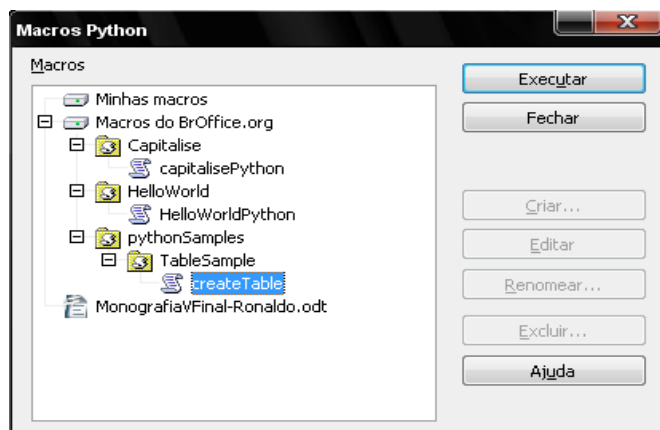 Macros Python
Macros
Minhas macros
Macros do BrOffice.org
Capitalise
capitalisePython
HelloWorld
HelloWorldPython
pythonSamples
TableSample
createTable
MonografiaVFinal-Ronaldo.odt
Executar
Fechar
Criar...
Editar
Renomear...
Excluir...
Ajuda